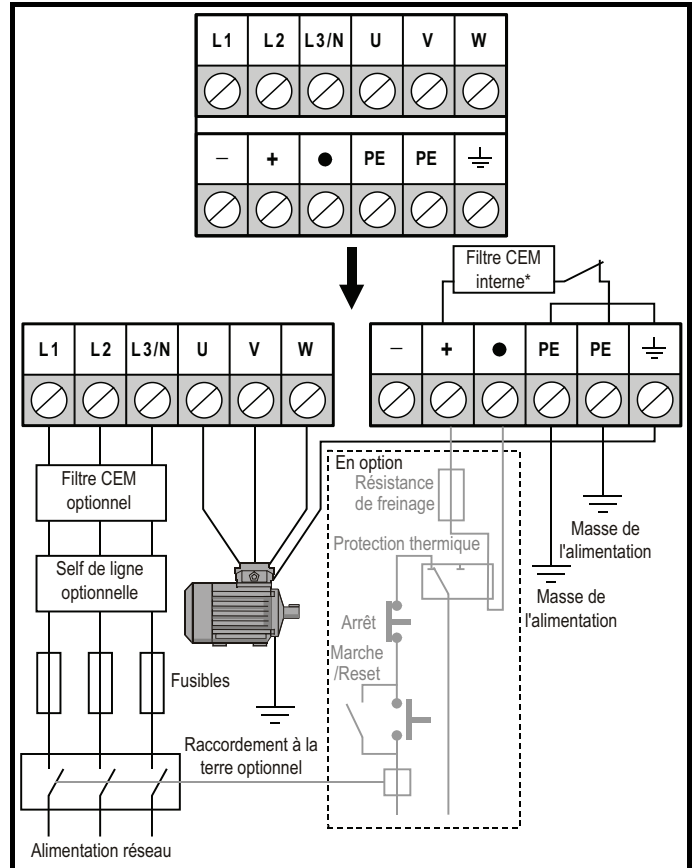 L1 L2 L3/N U V W
− + ● PE PE ⏚
Filtre CEM
interne*
L1 L2 L3/N U V W
− + ● PE PE ⏚
En option
Résistance
de freinage
Filtre CEM
optionnel
Masse de
l'alimentation
Protection thermique
Self de ligne
optionnelle
Masse de
l'alimentation
Arrêt
Marche
/Reset
Fusibles
Raccordement à la
terre optionnel
Alimentation réseau